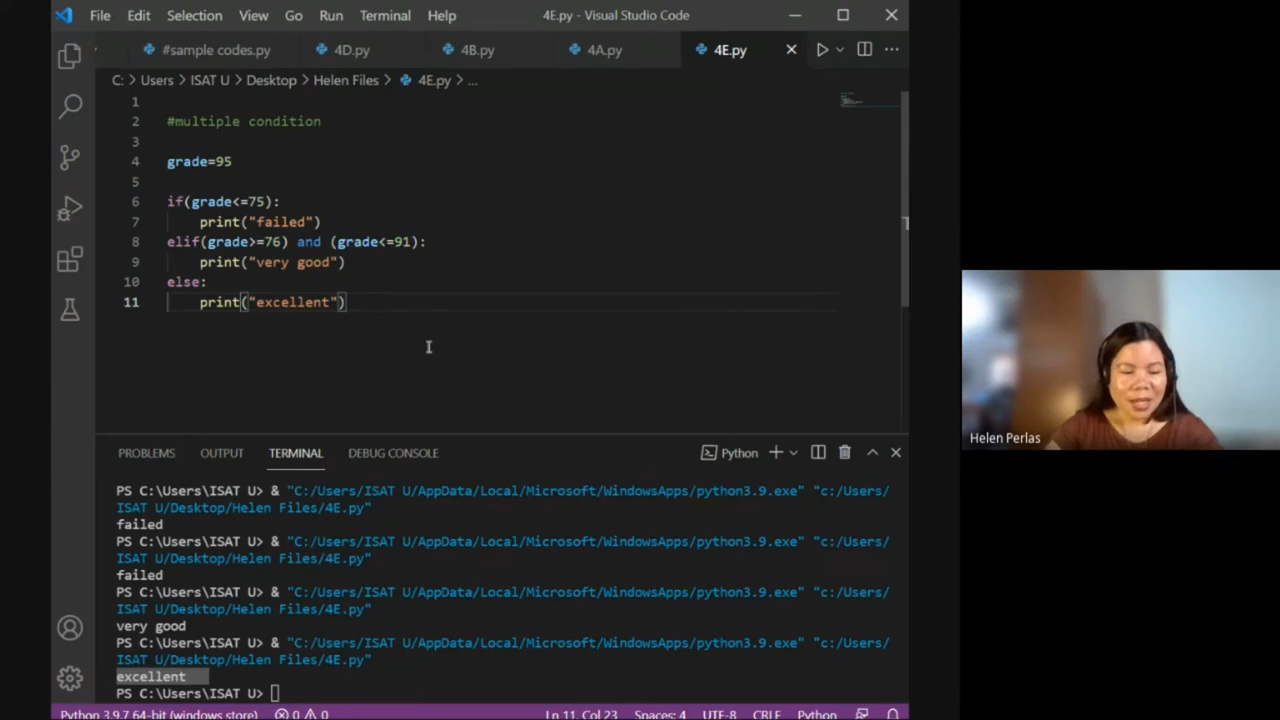 File Edit Selection View Go Run Terminal Help 4E.py - Visual Studio Code
#sample codes.py 4D.py 4B.py 4A.py 4E.py
C: > Users > ISAT U > Desktop > Helen Files > 4E.py > ...
1
2 #multiple condition
3
4 grade=95
5
6 if(grade<=75):
7 print("failed")
8 elif(grade>=76) and (grade<=91):
9 print("very good")
10 else:
11 print("excellent")
Helen Perlas
PROBLEMS OUTPUT TERMINAL DEBUG CONSOLE Python
PS C:\Users\ISAT U> & "C:/Users/ISAT U/AppData/Local/Microsoft/WindowsApps/python3.9.exe" "c:/Users/
ISAT U/Desktop/Helen Files/4E.py"
failed
PS C:\Users\ISAT U> & "C:/Users/ISAT U/AppData/Local/Microsoft/WindowsApps/python3.9.exe" "c:/Users/
ISAT U/Desktop/Helen Files/4E.py"
failed
PS C:\Users\ISAT U> & "C:/Users/ISAT U/AppData/Local/Microsoft/WindowsApps/python3.9.exe" "c:/Users/
ISAT U/Desktop/Helen Files/4E.py"
very good
PS C:\Users\ISAT U> & "C:/Users/ISAT U/AppData/Local/Microsoft/WindowsApps/python3.9.exe" "c:/Users/
ISAT U/Desktop/Helen Files/4E.py"
excellent
PS C:\Users\ISAT U>
Python 3.9.7 64-bit (windows store) 0 0 Ln 11, Col 23 Spaces: 4 UTF-8 CRLF Python